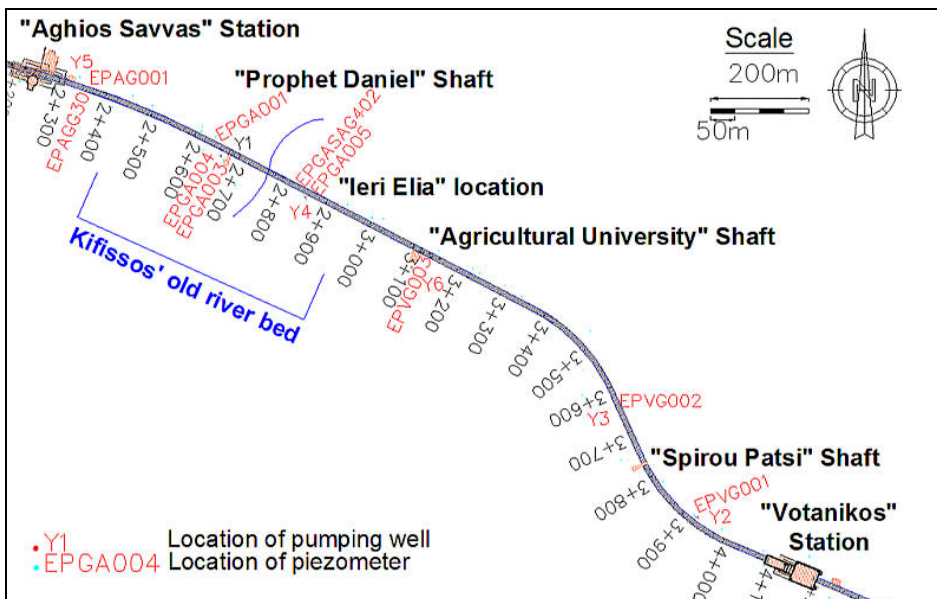 "Aghios Savvas" Station
Scale
200m
50m
N
Y5
EPAG001
"Prophet Daniel" Shaft
EPGA001
Y1
EPGASAG402
EPGA005
2+300
EPAGG30
2+400
2+500
2+600
EPGA004
EPGA003
2+700
2+800
Y4
2+900
"Ieri Elia" location
3+000
"Agricultural University" Shaft
Kifissos' old river bed
3+100
EPVG003
Y6
3+200
3+300
3+400
3+500
3+600
EPVG002
Y3
3+700
"Spirou Patsi" Shaft
3+800
EPVG001
Y2
3+900
"Votanikos"
Station
4+000
4+1
Y1 Location of pumping well
EPGA004 Location of piezometer